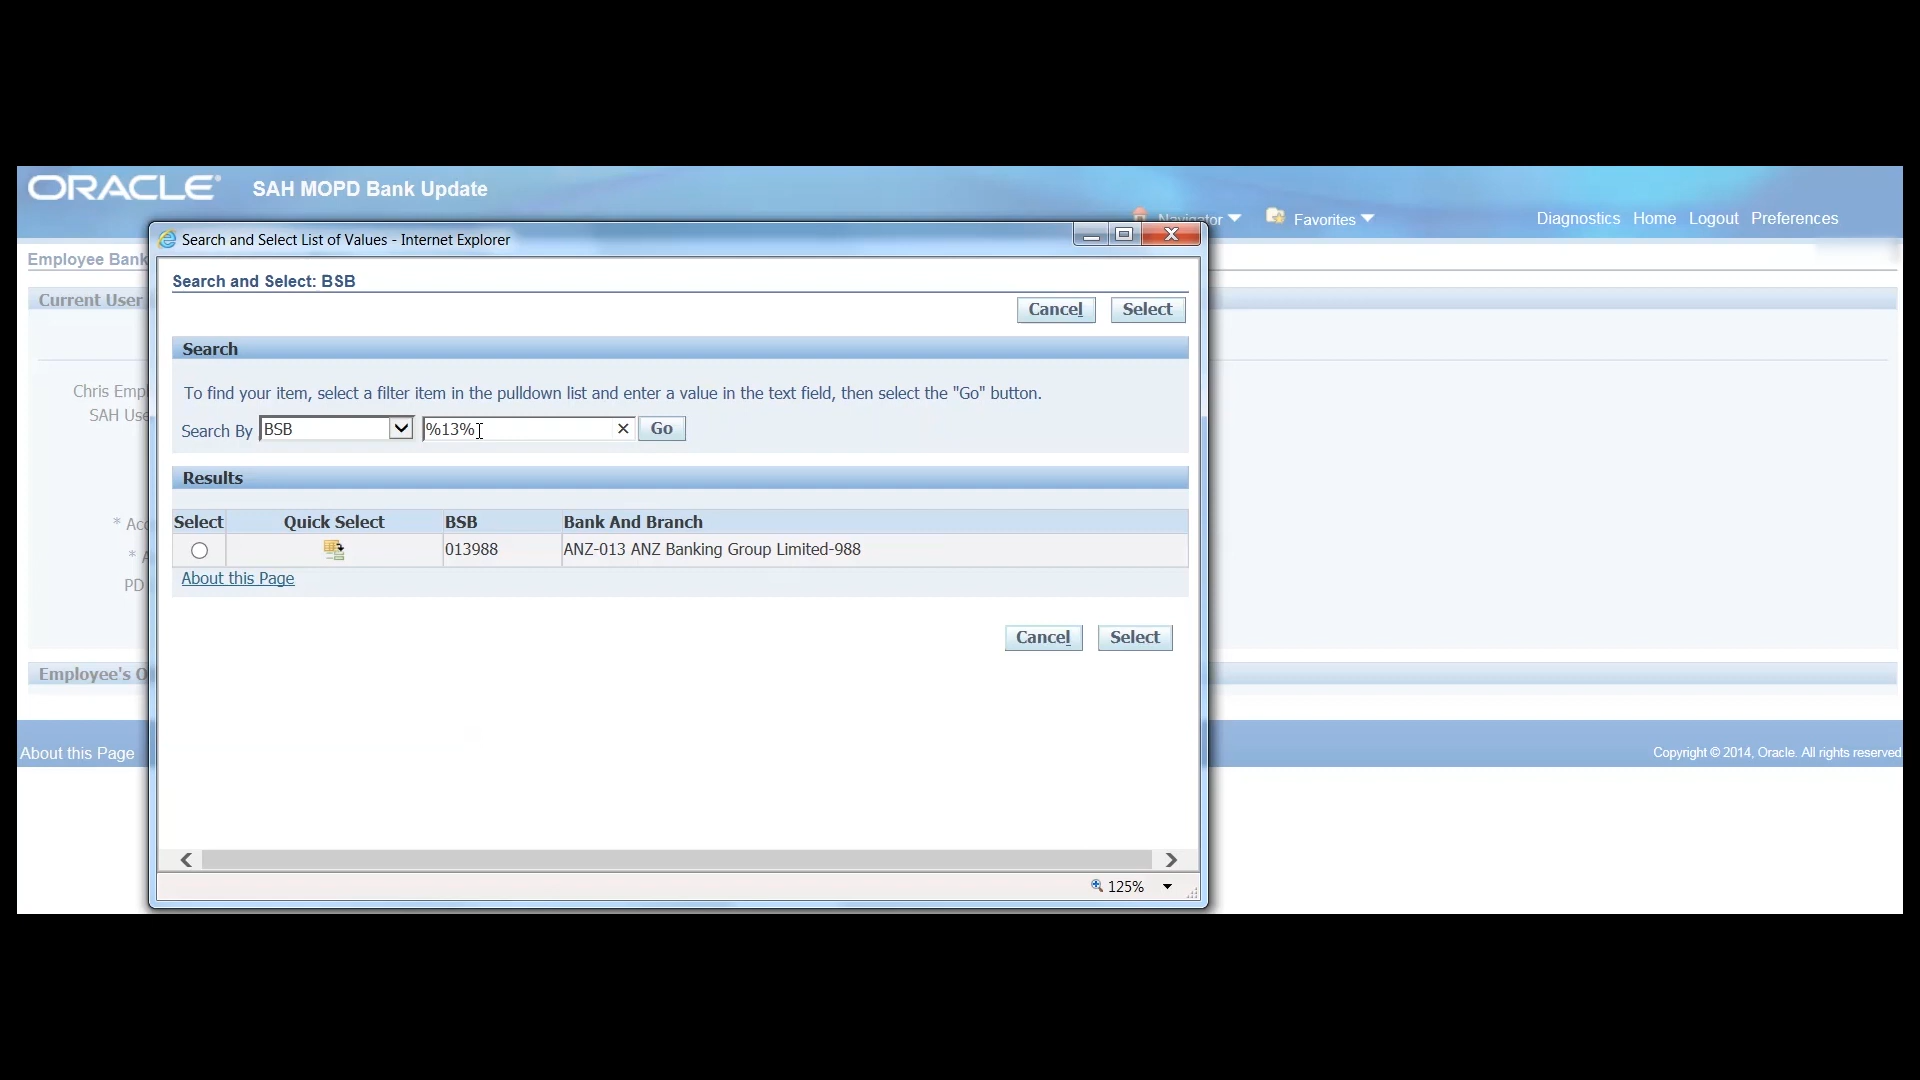 ORACLE
SAH MOPD Bank Update
Navigator
Favorites
Diagnostics Home Logout Preferences
Search and Select List of Values - Internet Explorer
Employee Bank
Search and Select: BSB
Current User
Cancel Select
Search
To find your item, select a filter item in the pulldown list and enter a value in the text field, then select the "Go" button.
Chris Empl
SAH Use
Search By BSB %13% Go
Results
Select Quick Select BSB Bank And Branch
* Acc
013988 ANZ-013 ANZ Banking Group Limited-988
* A
About this Page
PD
Cancel Select
Employee's O
About this Page
Copyright © 2014, Oracle. All rights reserved
125%